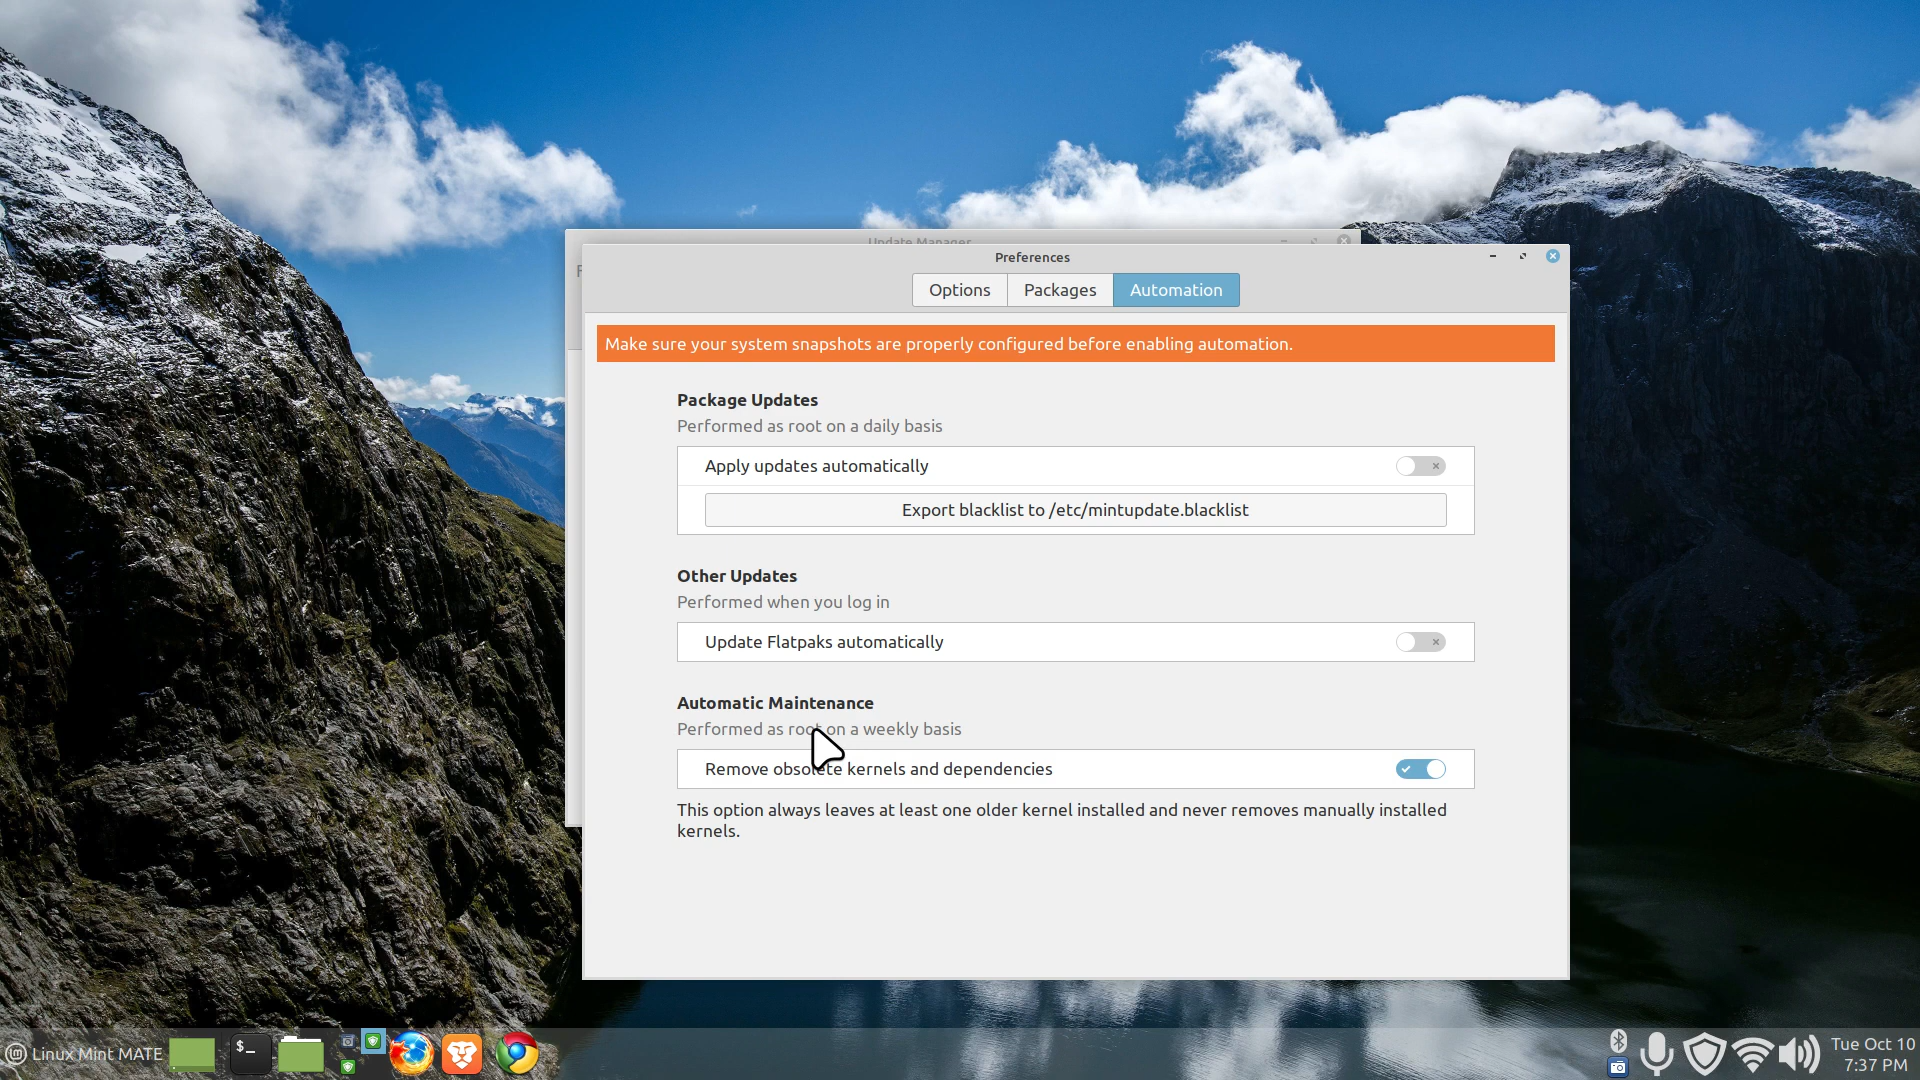 Update Manager
Preferences
Options Packages Automation
Make sure your system snapshots are properly configured before enabling automation.
Package Updates
Performed as root on a daily basis
Apply updates automatically
Export blacklist to /etc/mintupdate.blacklist
Other Updates
Performed when you log in
Update Flatpaks automatically
Automatic Maintenance
Performed as root on a weekly basis
Remove obsolete kernels and dependencies
This option always leaves at least one older kernel installed and never removes manually installed
kernels.
$_
Linux Mint MATE
Tue Oct 10
7:37 PM